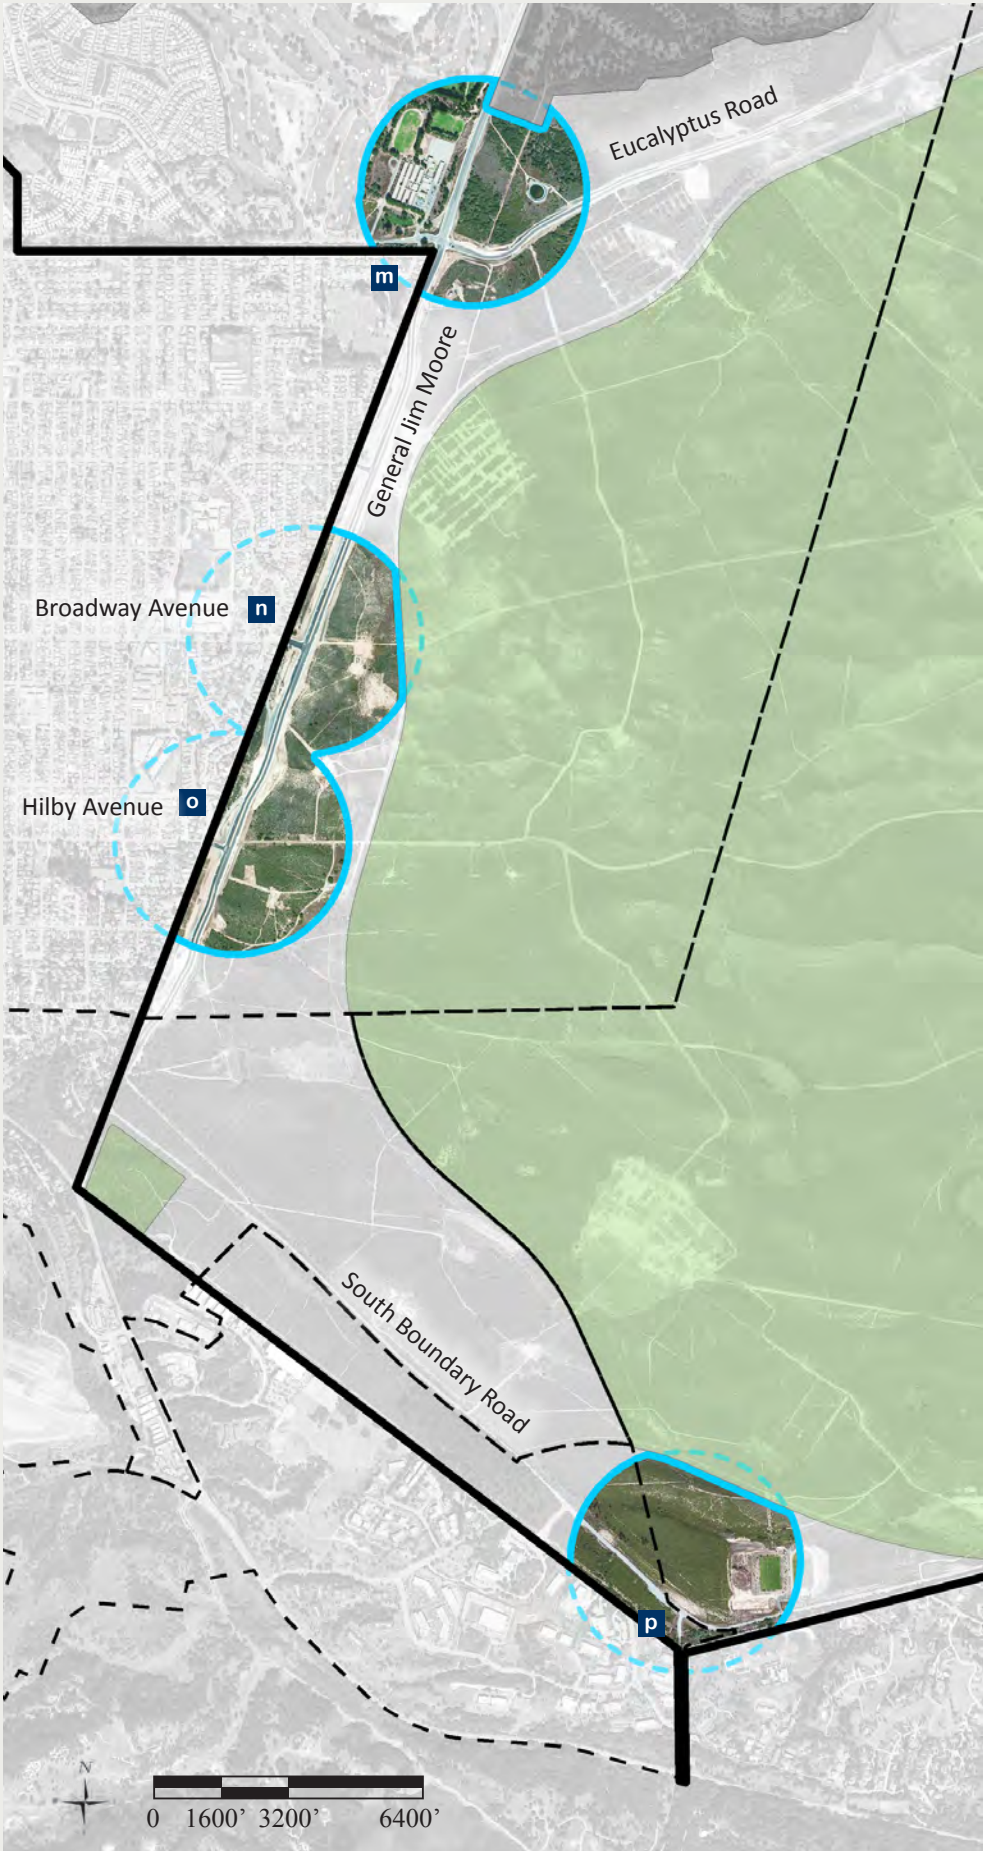 Eucalyptus Road
m
General Jim Moore
Broadway Avenue n
Hilby Avenue o
South Boundary Road
p
N
0 1600’ 3200’ 6400’